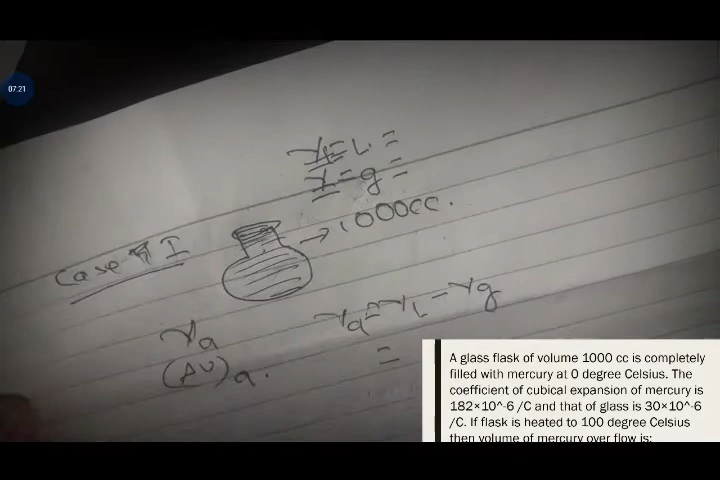 07.21
γ = L =
γ = g =
→ 1000cc.
Case I
γa
γa = γL - γg
(ΔV)a.
=
A glass flask of volume 1000 cc is completely
filled with mercury at 0 degree Celsius. The
coefficient of cubical expansion of mercury is
182×10^-6 /C and that of glass is 30×10^-6
/C. If flask is heated to 100 degree Celsius
then volume of mercury over flow is: